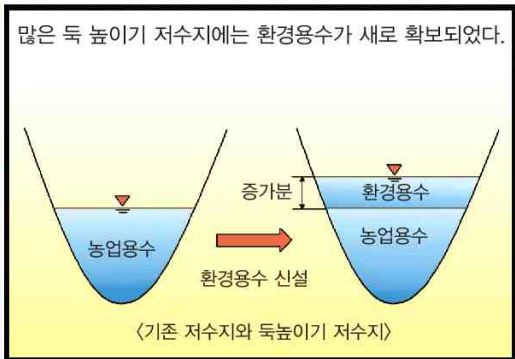 많은 둑 높이기 저수지에는 환경용수가 새로 확보되었다.
증가분
환경용수
농업용수
농업용수
환경용수 신설
〈기존 저수지와 둑높이기 저수지〉